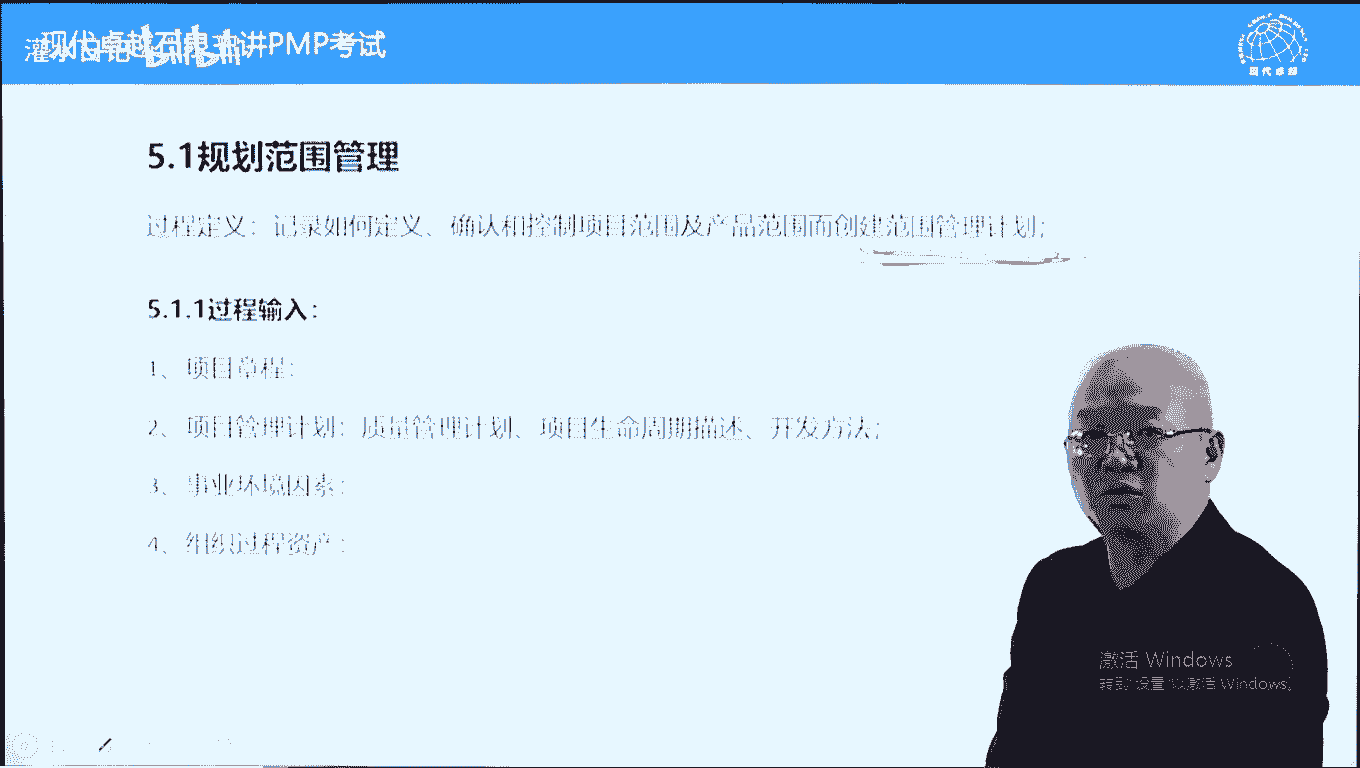 现代卓越石泉主讲PMP考试
bilibili
现代卓越
5.1规划范围管理
过程定义：记录如何定义、确认和控制项目范围及产品范围而创建范围管理计划；
5.1.1过程输入：
1、项目章程；
2、项目管理计划：质量管理计划、项目生命周期描述、开发方法；
3、事业环境因素；
4、组织过程资产；
激活 Windows
转到“设置”以激活 Windows。